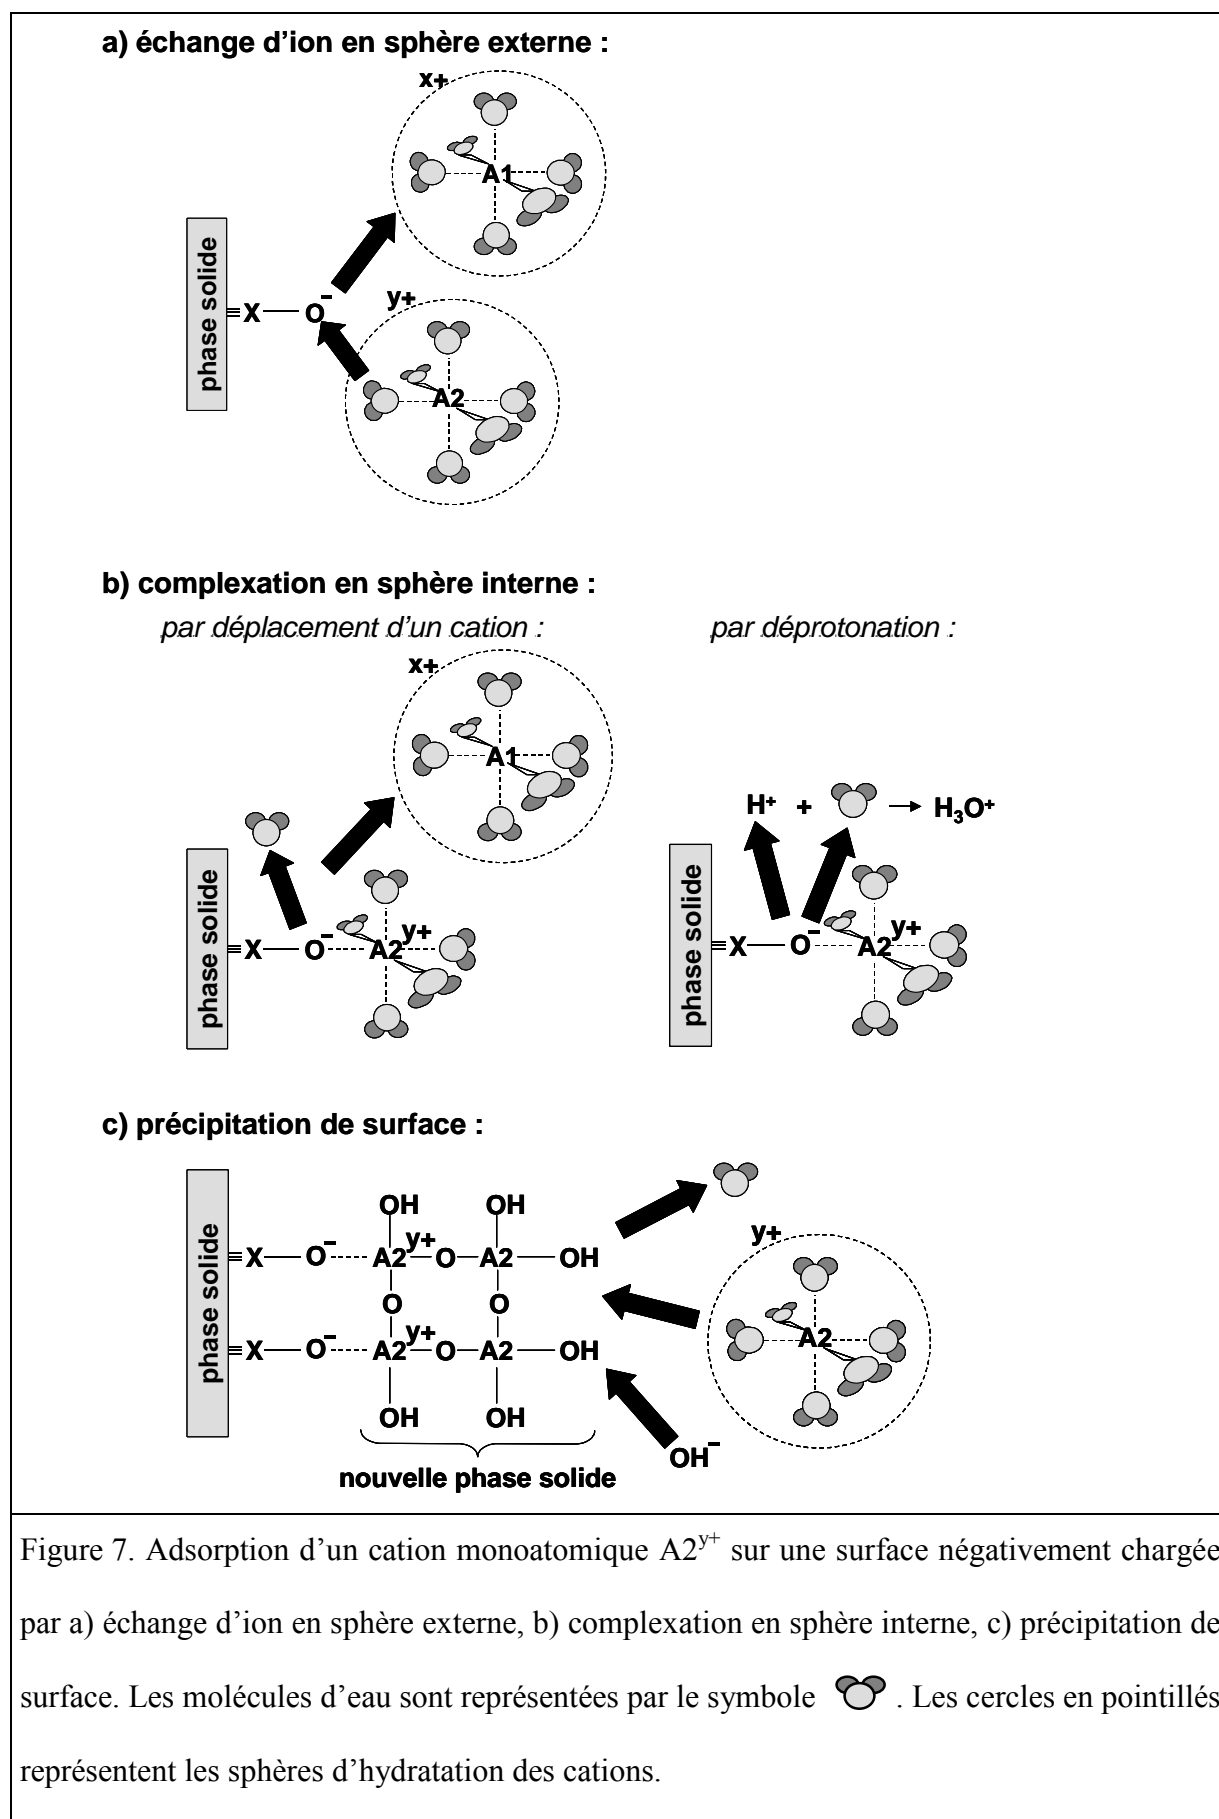 a) échange d'ion en sphère externe :
x+
A1
phase solide
≡X—O⁻
y+
A2
b) complexation en sphère interne :
par déplacement d'un cation :
par déprotonation :
x+
A1
H⁺ + → H₃O⁺
phase solide
≡X—O⁻----A2 y+
phase solide
≡X—O⁻----A2 y+
c) précipitation de surface :
phase solide
OH OH
≡X—O⁻----A2 y+—O—A2—OH
O O
≡X—O⁻----A2 y+—O—A2—OH
OH OH
y+
A2
OH⁻
nouvelle phase solide
Figure 7. Adsorption d'un cation monoatomique A2ʸ⁺ sur une surface négativement chargée
par a) échange d'ion en sphère externe, b) complexation en sphère interne, c) précipitation de
surface. Les molécules d'eau sont représentées par le symbole . Les cercles en pointillés
représentent les sphères d'hydratation des cations.